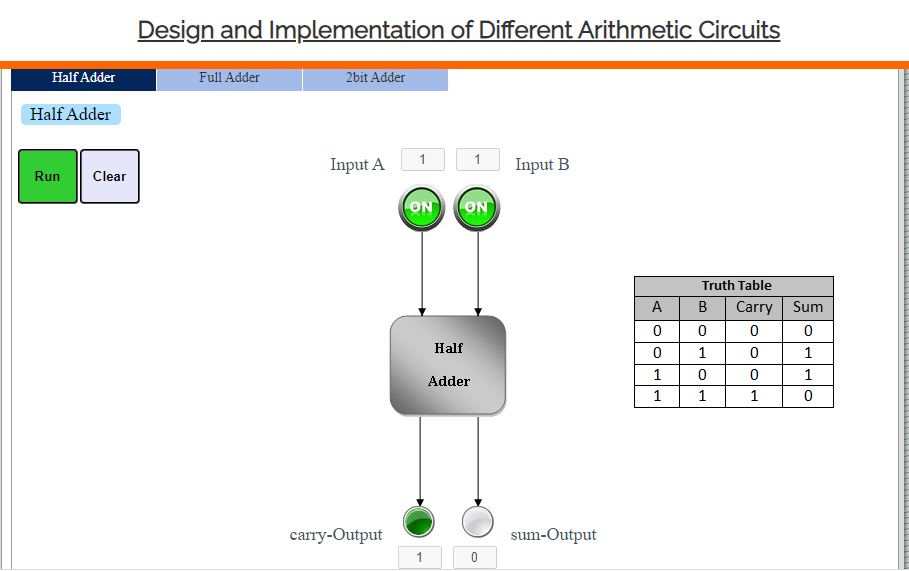 Design and Implementation of Different Arithmetic Circuits
Half Adder Full Adder 2bit Adder
Half Adder
Run Clear
Input A 1 1 Input B
ON ON
Half
Adder
Truth Table
A B Carry Sum
0 0 0 0
0 1 0 1
1 0 0 1
1 1 1 0
carry-Output sum-Output
1 0